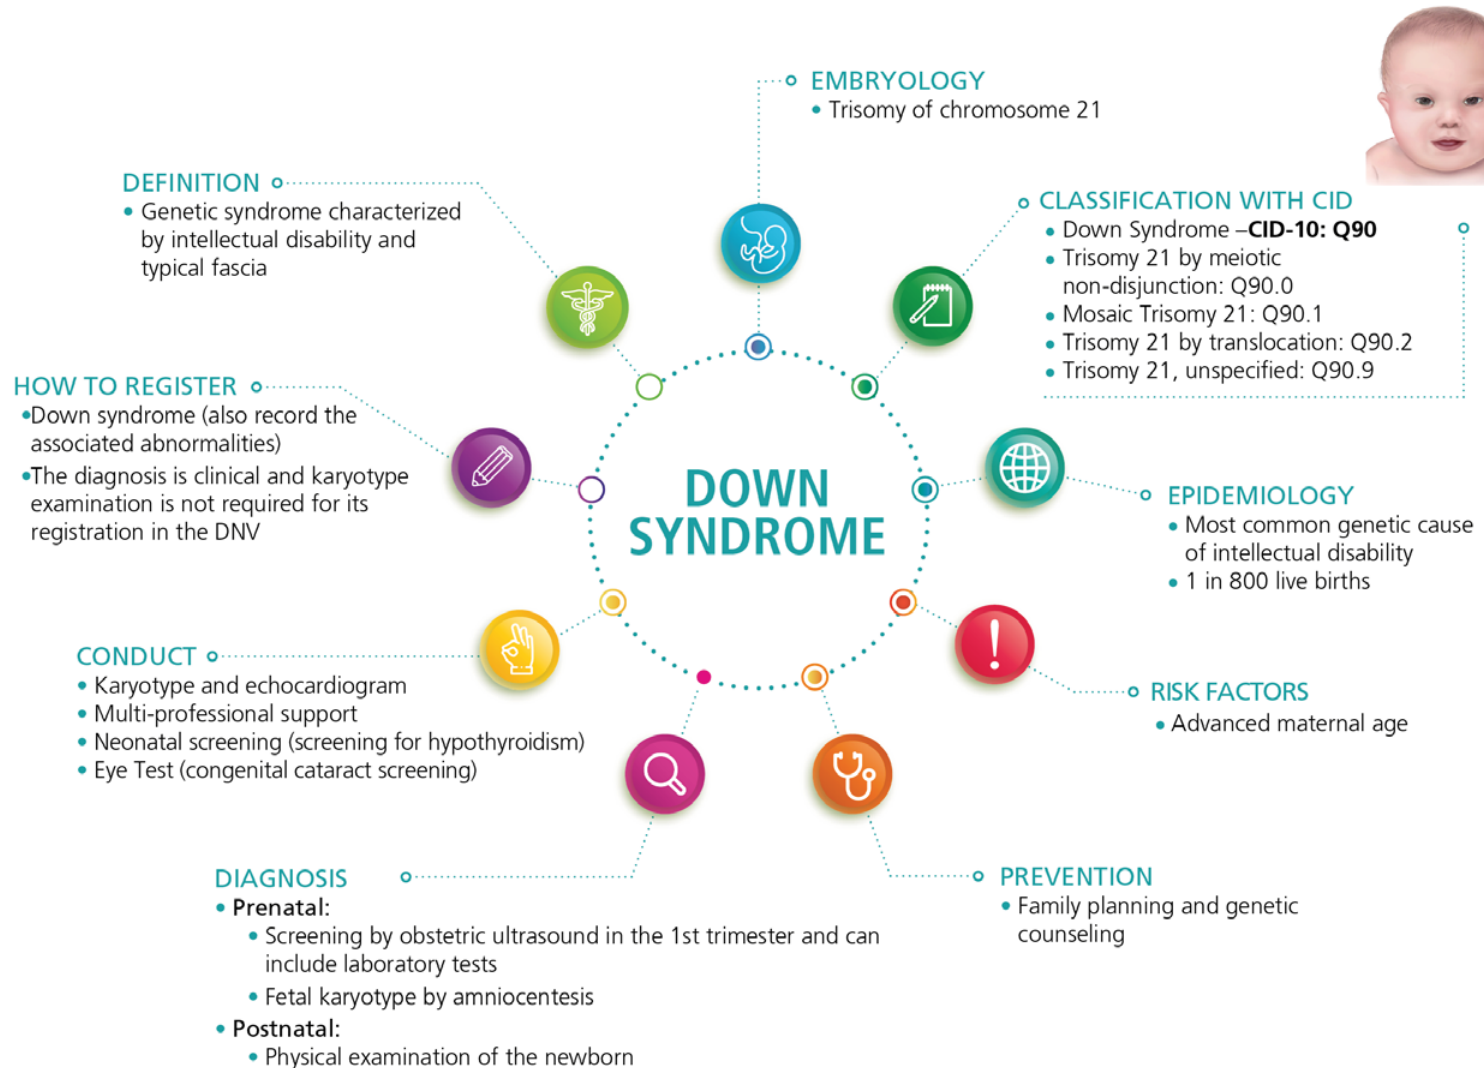 EMBRYOLOGY
• Trisomy of chromosome 21
DEFINITION
• Genetic syndrome characterized
by intellectual disability and
typical fascia
CLASSIFICATION WITH CID
• Down Syndrome –CID-10: Q90
• Trisomy 21 by meiotic
non-disjunction: Q90.0
• Mosaic Trisomy 21: Q90.1
• Trisomy 21 by translocation: Q90.2
• Trisomy 21, unspecified: Q90.9
HOW TO REGISTER
•Down syndrome (also record the
associated abnormalities)
•The diagnosis is clinical and karyotype
examination is not required for its
registration in the DNV
DOWN
SYNDROME
EPIDEMIOLOGY
• Most common genetic cause
of intellectual disability
• 1 in 800 live births
CONDUCT
• Karyotype and echocardiogram
• Multi-professional support
• Neonatal screening (screening for hypothyroidism)
• Eye Test (congenital cataract screening)
RISK FACTORS
• Advanced maternal age
DIAGNOSIS
• Prenatal:
• Screening by obstetric ultrasound in the 1st trimester and can
include laboratory tests
• Fetal karyotype by amniocentesis
• Postnatal:
• Physical examination of the newborn
PREVENTION
• Family planning and genetic
counseling